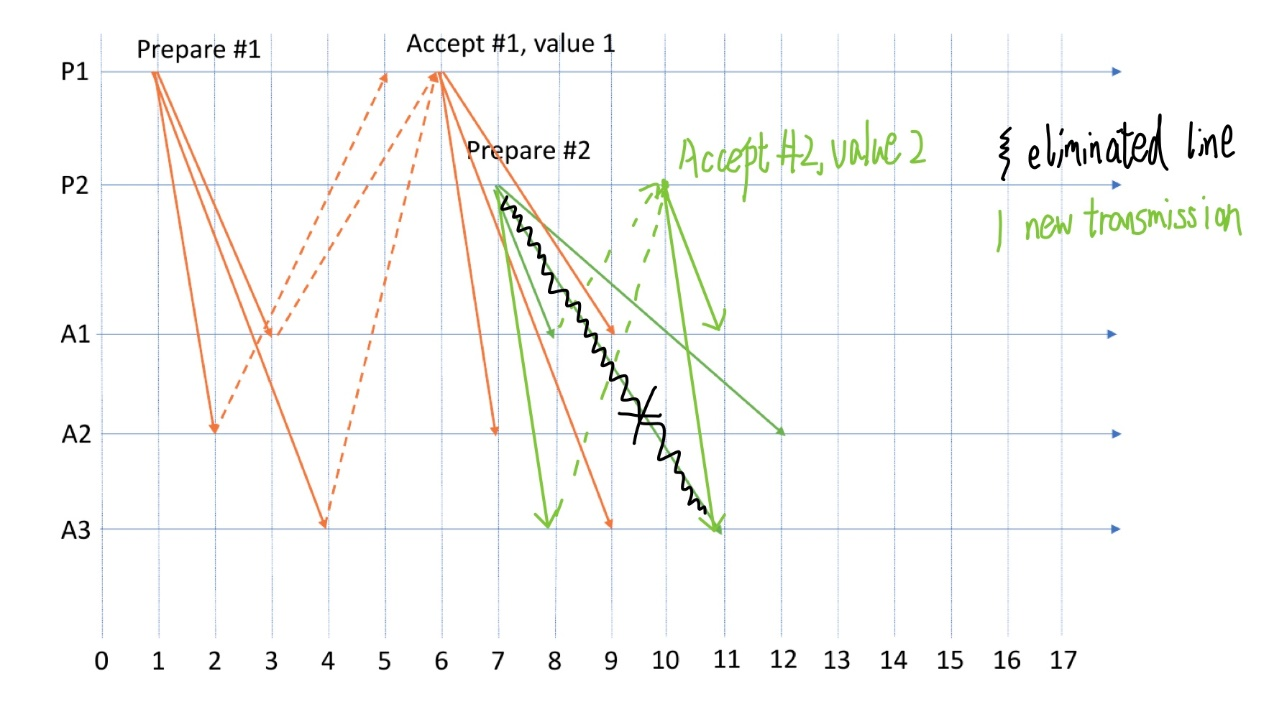 Prepare #1
Accept #1, value 1
P1
Prepare #2
Accept #2, value 2
eliminated line
P2
new transmission
A1
A2
A3
0 1 2 3 4 5 6 7 8 9 10 11 12 13 14 15 16 17